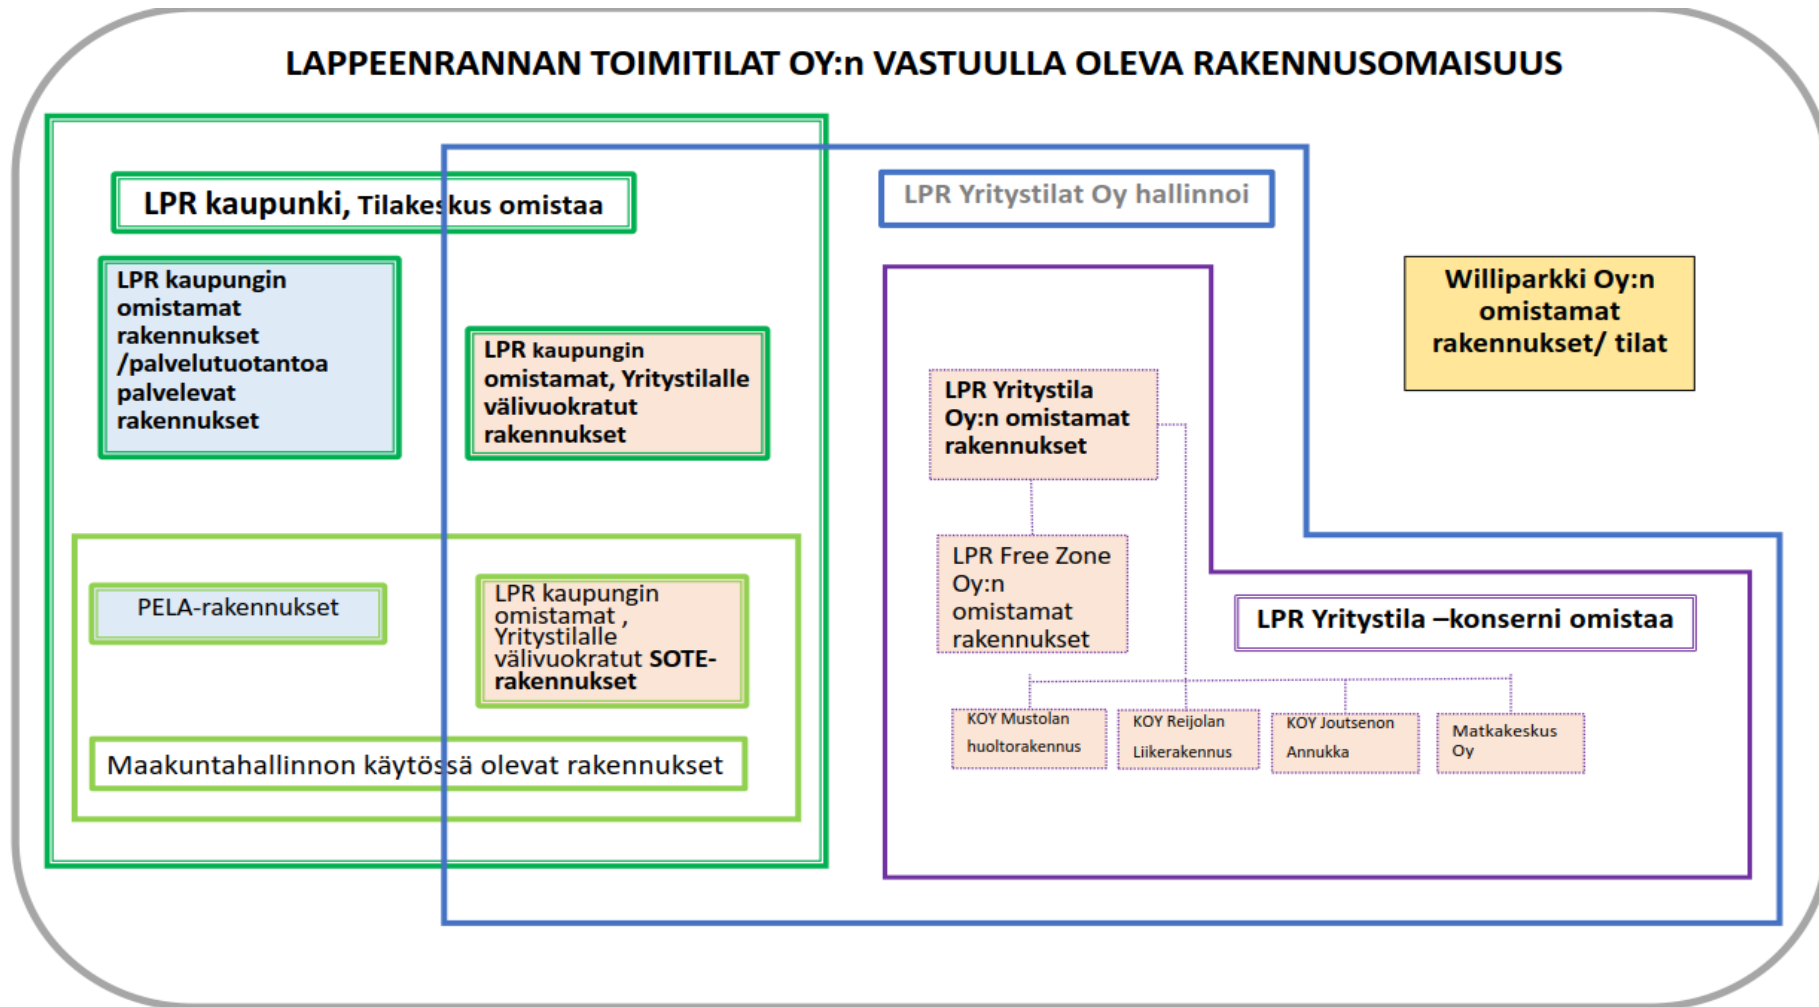 LAPPEENRANNAN TOIMITILAT OY:n VASTUULLA OLEVA RAKENNUSOMAISUUS
LPR kaupunki, Tilakeskus omistaa
LPR Yritystilat Oy hallinnoi
LPR kaupungin
omistamat
rakennukset
/palvelutuotantoa
palvelevat
rakennukset
LPR kaupungin
omistamat, Yritystilalle
välivuokratut
rakennukset
Williparkki Oy:n
omistamat
rakennukset/ tilat
LPR Yritystila
Oy:n omistamat
rakennukset
LPR Free Zone
Oy:n
omistamat
rakennukset
PELA-rakennukset
LPR kaupungin
omistamat ,
Yritystilalle
välivuokratut SOTE-
rakennukset
LPR Yritystila –konserni omistaa
Maakuntahallinnon käytössä olevat rakennukset
KOY Mustolan
huoltorakennus
KOY Reijolan
Liikerakennus
KOY Joutsenon
Annukka
Matkakeskus
Oy